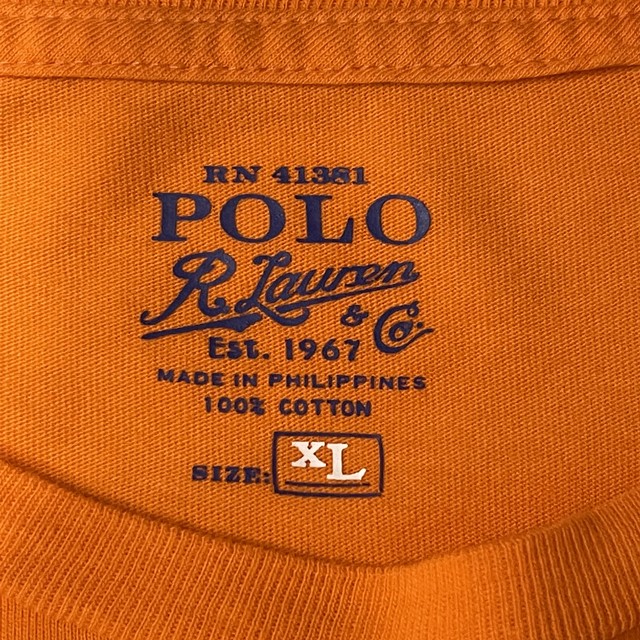 RN 41381
POLO
R. Lauren
& Co.
Est. 1967
MADE IN PHILIPPINES
100% COTTON
SIZE: XL